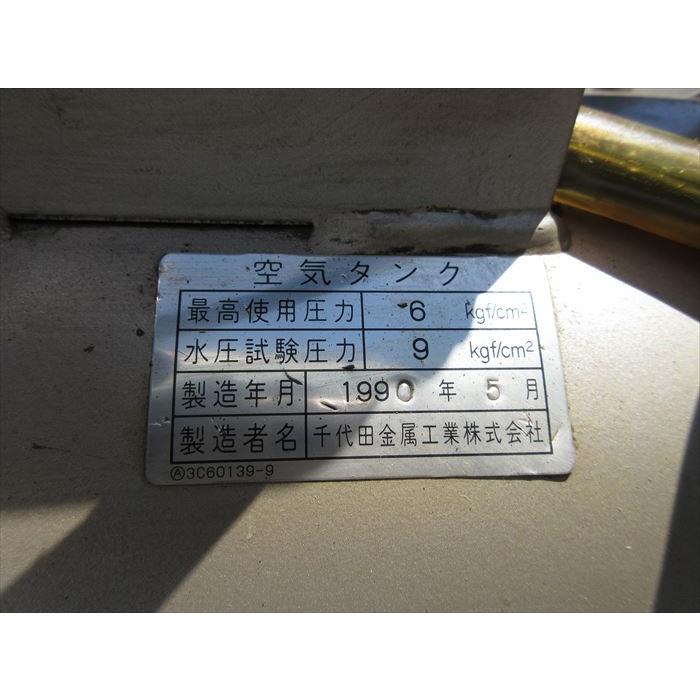 空気タンク
最高使用圧力 6 kgf/cm²
水圧試験圧力 9 kgf/cm²
製造年月 1990 年 5 月
製造者名 千代田金属工業株式会社
Ⓐ3C60139-9